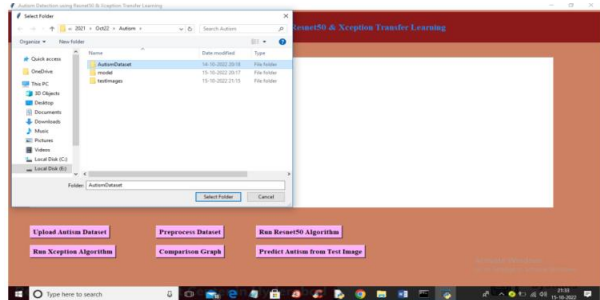 Autism Detection using Resnet50 & Xception Transfer Learning
Select Folder
2021 > Oct22 > Autism >
Search Autism
Organize
New folder
Name
Date modified
Type
Quick access
OneDrive
This PC
3D Objects
Desktop
Documents
Downloads
Music
Pictures
Videos
Local Disk (C:)
Local Disk (E:)
AutismDataset
14-10-2022 20:18
File folder
model
15-10-2022 20:17
File folder
testImages
15-10-2022 21:15
File folder
Folder:
AutismDataset
Select Folder
Cancel
Resnet50 & Xception Transfer Learning
Upload Autism Dataset
Preprocess Dataset
Run Resnet50 Algorithm
Run Xception Algorithm
Comparison Graph
Predict Autism from Test Image
Type here to search
21:33
15-10-2022